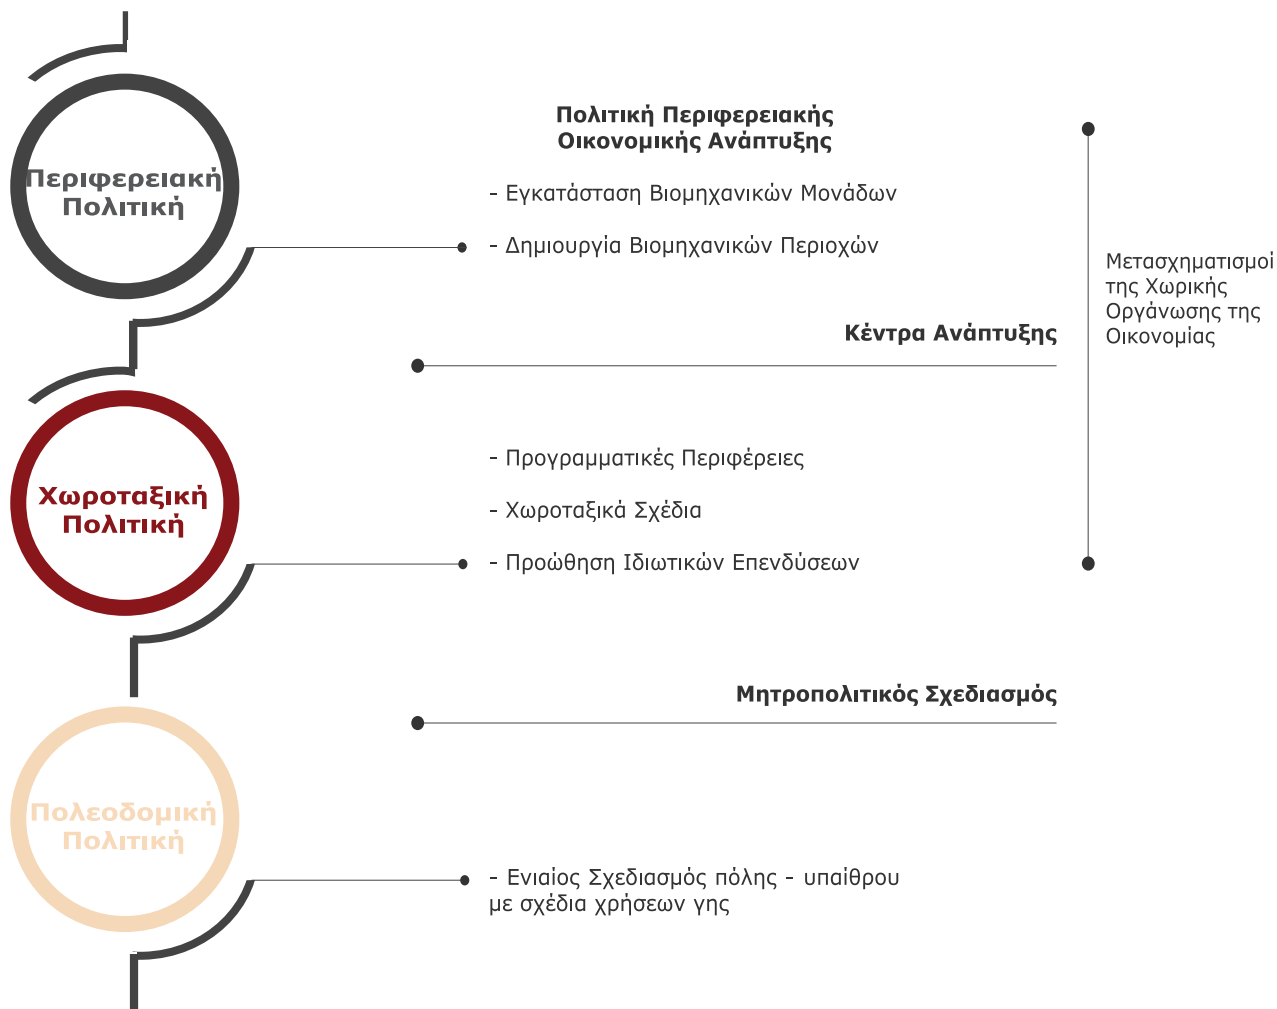 Περιφερειακή
Πολιτική
Πολιτική Περιφερειακής
Οικονομικής Ανάπτυξης
- Εγκατάσταση Βιομηχανικών Μονάδων
- Δημιουργία Βιομηχανικών Περιοχών
Μετασχηματισμοί
της Χωρικής
Οργάνωσης της
Οικονομίας
Κέντρα Ανάπτυξης
Χωροταξική
Πολιτική
- Προγραμματικές Περιφέρειες
- Χωροταξικά Σχέδια
- Προώθηση Ιδιωτικών Επενδύσεων
Μητροπολιτικός Σχεδιασμός
Πολεοδομική
Πολιτική
- Ενιαίος Σχεδιασμός πόλης - υπαίθρου
με σχέδια χρήσεων γης